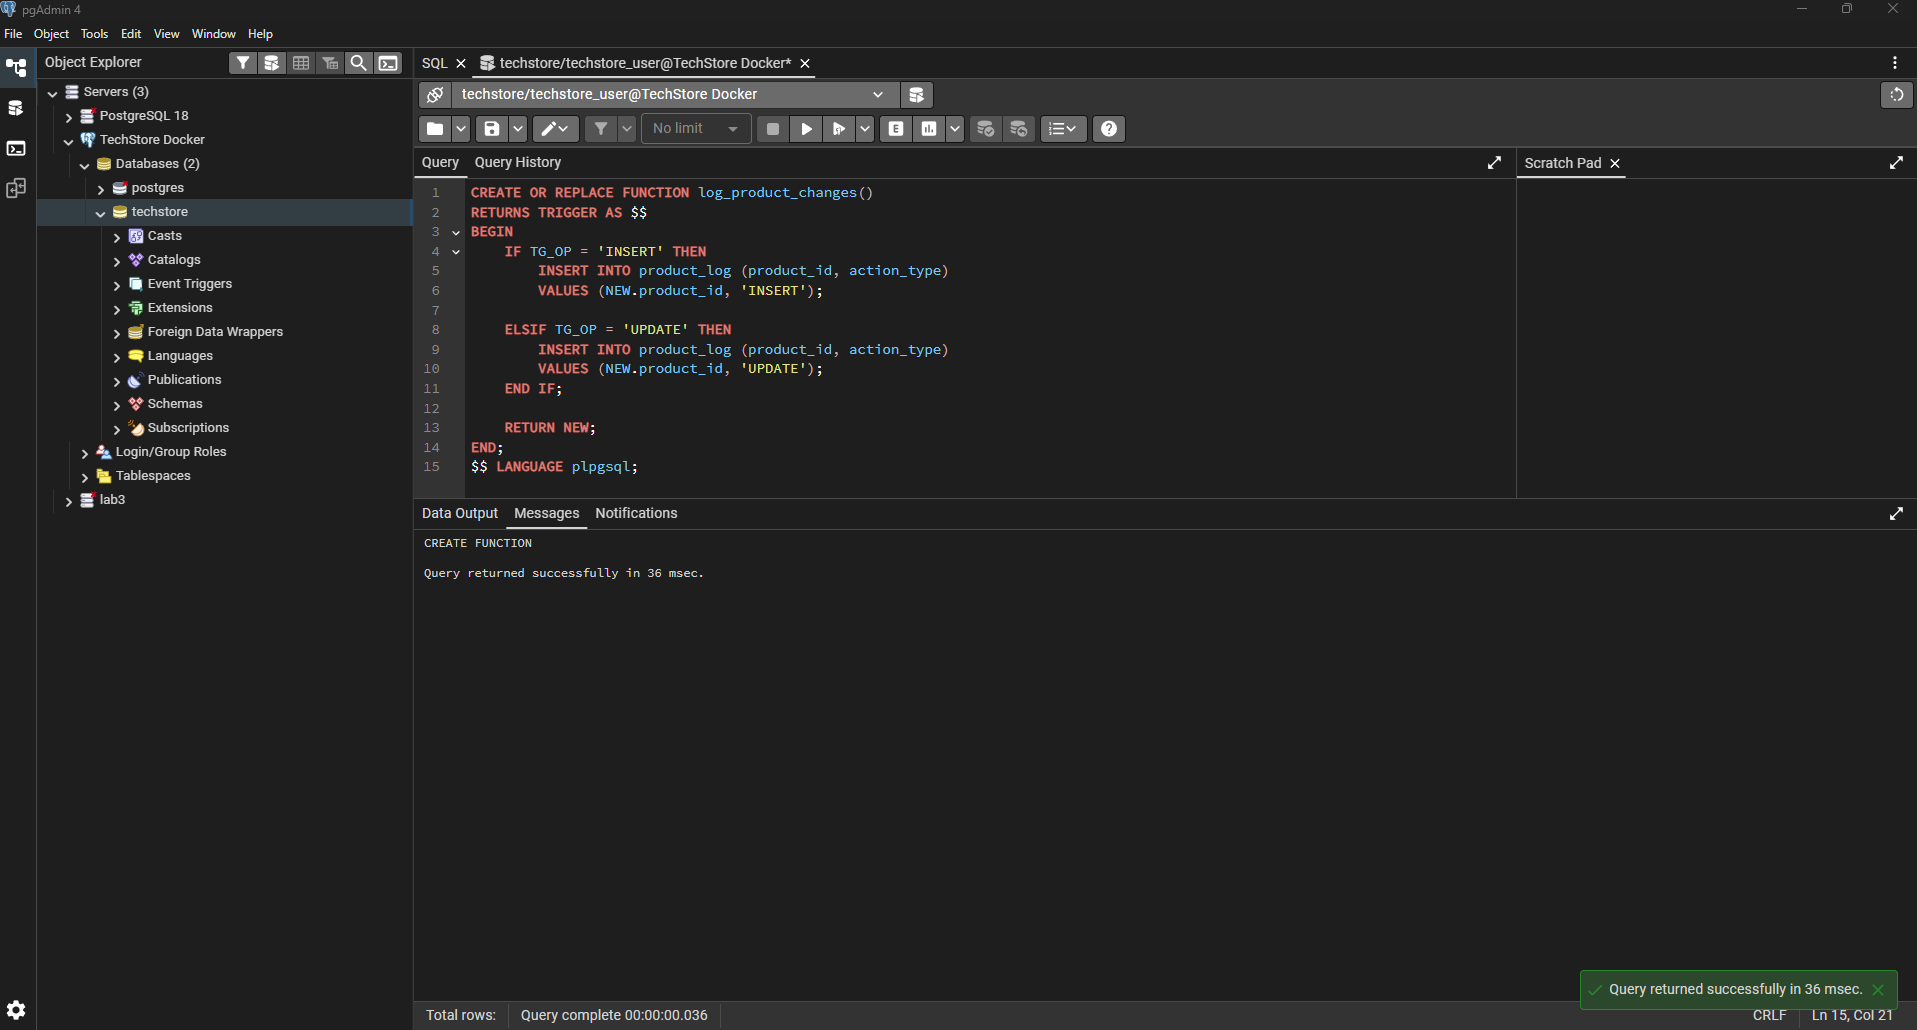 pgAdmin 4
File Object Tools Edit View Window Help
Object Explorer
SQL
techstore/techstore_user@TechStore Docker*
Servers (3)
PostgreSQL 18
TechStore Docker
Databases (2)
postgres
techstore
Casts
Catalogs
Event Triggers
Extensions
Foreign Data Wrappers
Languages
Publications
Schemas
Subscriptions
Login/Group Roles
Tablespaces
lab3
techstore/techstore_user@TechStore Docker
No limit
E
Query Query History
Scratch Pad
1 CREATE OR REPLACE FUNCTION log_product_changes()
2 RETURNS TRIGGER AS $$
3 BEGIN
4 IF TG_OP = 'INSERT' THEN
5 INSERT INTO product_log (product_id, action_type)
6 VALUES (NEW.product_id, 'INSERT');
7
8 ELSIF TG_OP = 'UPDATE' THEN
9 INSERT INTO product_log (product_id, action_type)
10 VALUES (NEW.product_id, 'UPDATE');
11 END IF;
12
13 RETURN NEW;
14 END;
15 $$ LANGUAGE plpgsql;
Data Output Messages Notifications
CREATE FUNCTION
Query returned successfully in 36 msec.
Query returned successfully in 36 msec.
Total rows: Query complete 00:00:00.036
CRLF Ln 15, Col 21